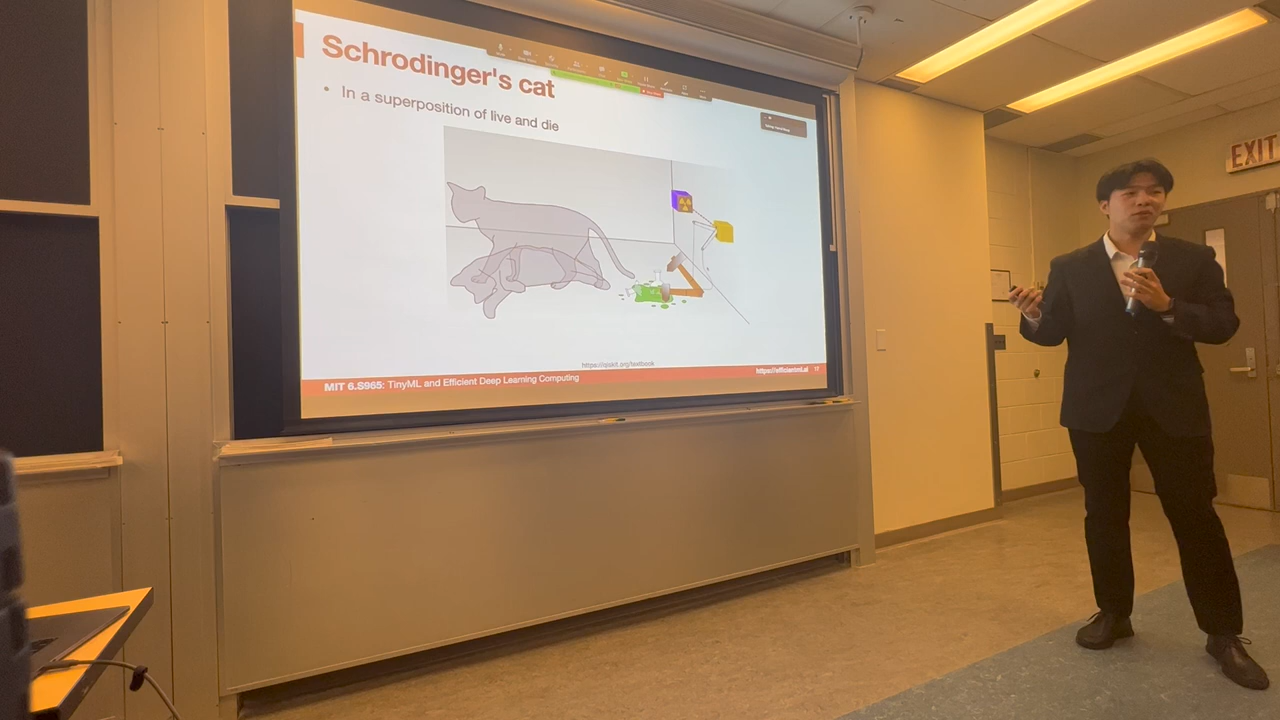 Schrodinger's cat
• In a superposition of live and die
https://qiskit.org/textbook
MIT 6.S965: TinyML and Efficient Deep Learning Computing
https://efficientml.ai
17
EXIT